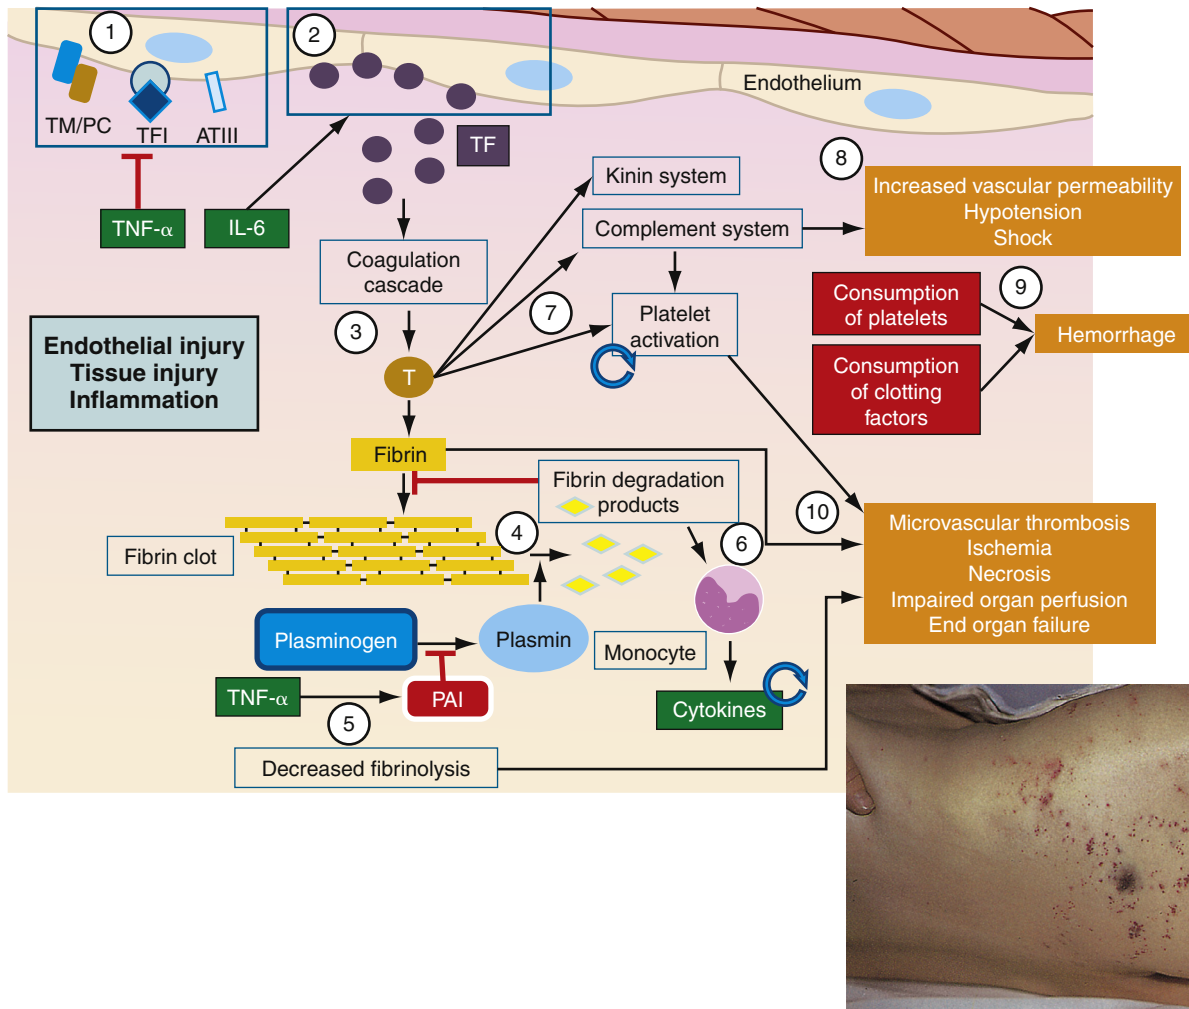 1
2
TM/PC
TFI
ATIII
TF
Endothelium
TNF-α
IL-6
Kinin system
8
Increased vascular permeability
Hypotension
Shock
Complement system
Coagulation
cascade
3
7
Platelet
activation
Consumption
of platelets
9
Hemorrhage
Consumption
of clotting
factors
Endothelial injury
Tissue injury
Inflammation
T
Fibrin
Fibrin degradation
products
10
Microvascular thrombosis
Ischemia
Necrosis
Impaired organ perfusion
End organ failure
Fibrin clot
4
6
Plasminogen
Plasmin
Monocyte
TNF-α
PAI
5
Cytokines
Decreased fibrinolysis